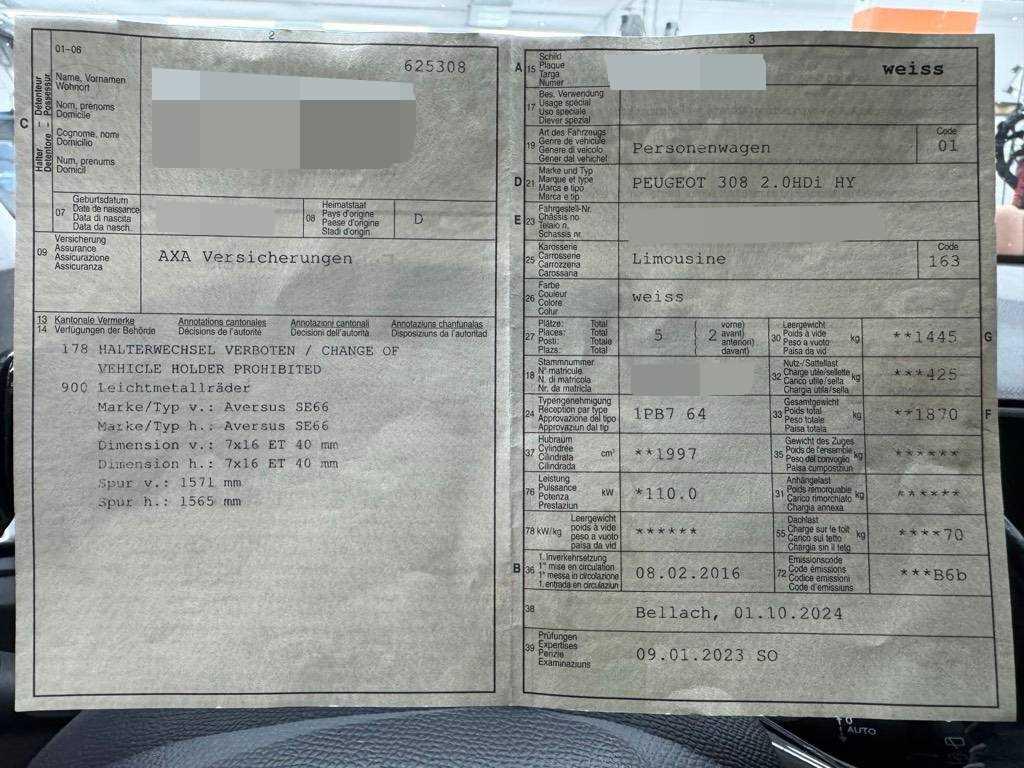 2
01-06
625308
C
Halter Détenteur
Detentore Possessur
Name, Vornamen
Wohnort
Nom, prénoms
Domicile
Cognome, nomi
Domicilio
Num, prenums
Domicil
07
Geburtsdatum
Date de naissance
Data di nascita
Data da nasch.
08
Heimatstaat
Pays d'origine
Paese d'origine
Stadi d'origin
D
09
Versicherung
Assurance
Assicurazione
Assicuranza
AXA Versicherungen
13 Kantonale Vermerke Annotations cantonales Annotazioni cantonali Annotaziuns chantunalas
14 Verfügungen der Behörde Décisions de l'autorité Decisioni dell'autorità Disposiziuns da l'autoritad
178 HALTERWECHSEL VERBOTEN / CHANGE OF
VEHICLE HOLDER PROHIBITED
900 Leichtmetallräder
Marke/Typ v.: Aversus SE66
Marke/Typ h.: Aversus SE66
Dimension v.: 7x16 ET 40 mm
Dimension h.: 7x16 ET 40 mm
Spur v.: 1571 mm
Spur h.: 1565 mm
3
A 15
Schild
Plaque
Targa
Numer
weiss
17
Bes. Verwendung
Usage spécial
Uso speciale
Diever spezial
19
Art des Fahrzeugs
Genre de véhicule
Genere di veicolo
Gener dal vehichel
Personenwagen
Code
01
D 21
Marke und Typ
Marque et type
Marca e tipo
Marca e tip
PEUGEOT 308 2.0HDi HY
E 23
Fahrgestell-Nr.
Châssis no
Telaio n.
Schassis nr.
25
Karosserie
Carrosserie
Carrozzeria
Carossaria
Limousine
Code
163
26
Farbe
Couleur
Colore
Colur
weiss
27
Plätze: Total
Places: Total
Posti: Totale
Plazs: Total
5
2
vorne)
avant)
anteriori)
davant)
30
Leergewicht
Poids à vide
Peso a vuoto
Paisa da vid
kg
**1445
G
18
Stammnummer
N° matricule
N. di matricola
Nr. da matricla
32
Nutz-/Sattellast
Charge utile/sellette
Carico utile/sella
Chargia utila/sella
kg
***425
24
Typengenehmigung
Réception par type
Approvazione del tipo
Approvaziun dal tip
1PB7 64
33
Gesamtgewicht
Poids total
Peso totale
Paisa totala
kg
**1870
F
37
Hubraum
Cylindrée
Cilindrata
Cilindrada
cm³
**1997
35
Gewicht des Zuges
Poids de l'ensemble
Peso del convoglio
Paisa cumposiziun
kg
******
76
Leistung
Puissance
Potenza
Prestaziun
kW
*110.0
31
Anhängelast
Poids remorquable
Carico rimorchiato
Chargia annexa
kg
******
78 kW/kg
Leergewicht
poids à vide
peso a vuoto
paisa da vid
******
55
Dachlast
Charge sur le toit
Carico sul tetto
Chargia sin il tetg
kg
****70
B 36
1. Inverkehrsetzung
1re mise en circulation
1a messa in circolazione
1. entrada en circulaziun
08.02.2016
72
Emissionscode
Code émissions
Codice emissioni
Code d'emissiuns
***B6b
38
Bellach, 01.10.2024
39
Prüfungen
Expertises
Perizie
Examinaziuns
09.01.2023 SO
AUTO